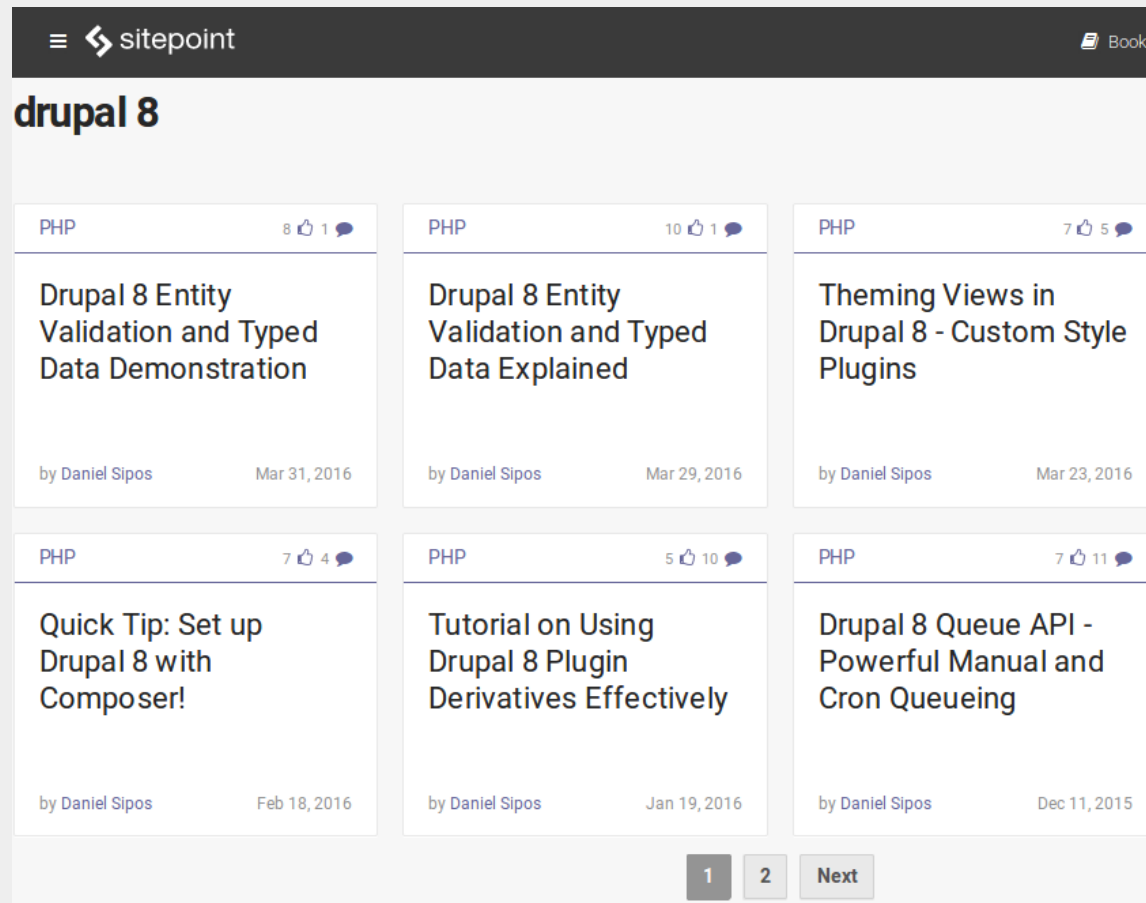 sitepoint
Book
drupal 8
PHP 8 1
Drupal 8 Entity
Validation and Typed
Data Demonstration
by Daniel Sipos Mar 31, 2016
PHP 10 1
Drupal 8 Entity
Validation and Typed
Data Explained
by Daniel Sipos Mar 29, 2016
PHP 7 5
Theming Views in
Drupal 8 - Custom Style
Plugins
by Daniel Sipos Mar 23, 2016
PHP 7 4
Quick Tip: Set up
Drupal 8 with
Composer!
by Daniel Sipos Feb 18, 2016
PHP 5 10
Tutorial on Using
Drupal 8 Plugin
Derivatives Effectively
by Daniel Sipos Jan 19, 2016
PHP 7 11
Drupal 8 Queue API -
Powerful Manual and
Cron Queueing
by Daniel Sipos Dec 11, 2015
1 2 Next